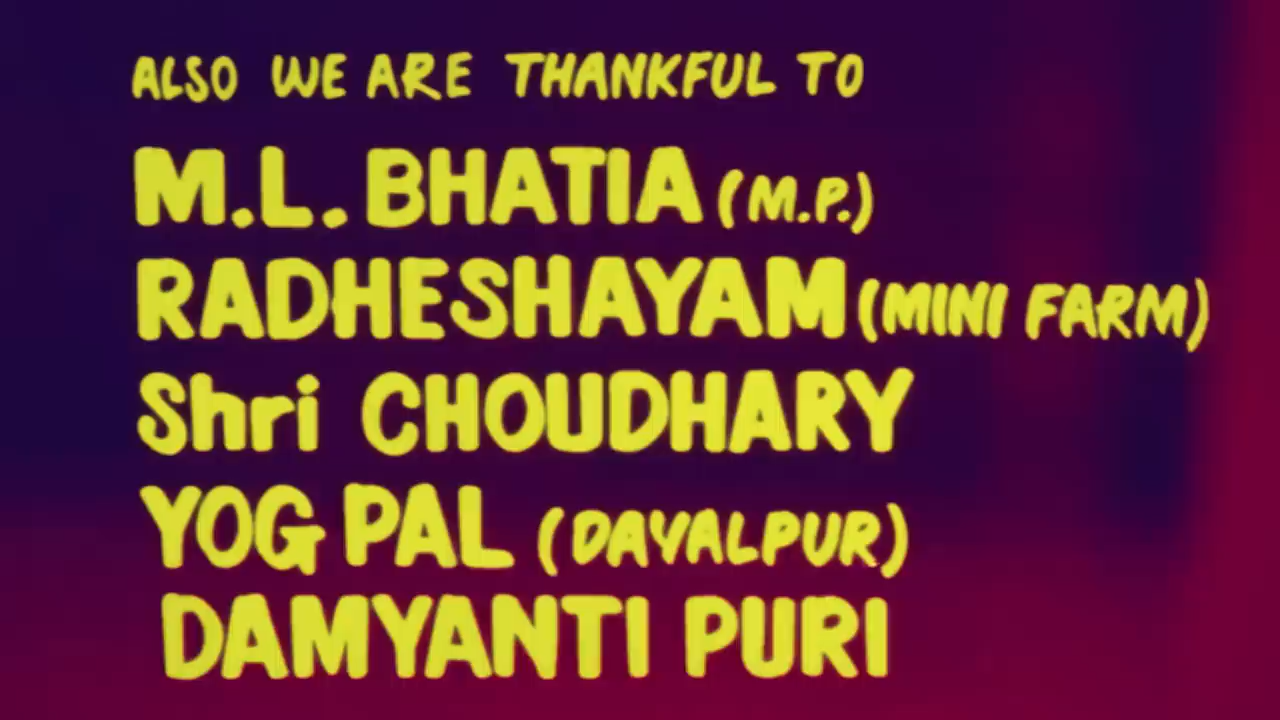 ALSO WE ARE THANKFUL TO
M.L. BHATIA (M.P.)
RADHESHAYAM (MINI FARM)
Shri CHOUDHARY
YOG PAL (DAYALPUR)
DAMYANTI PURI